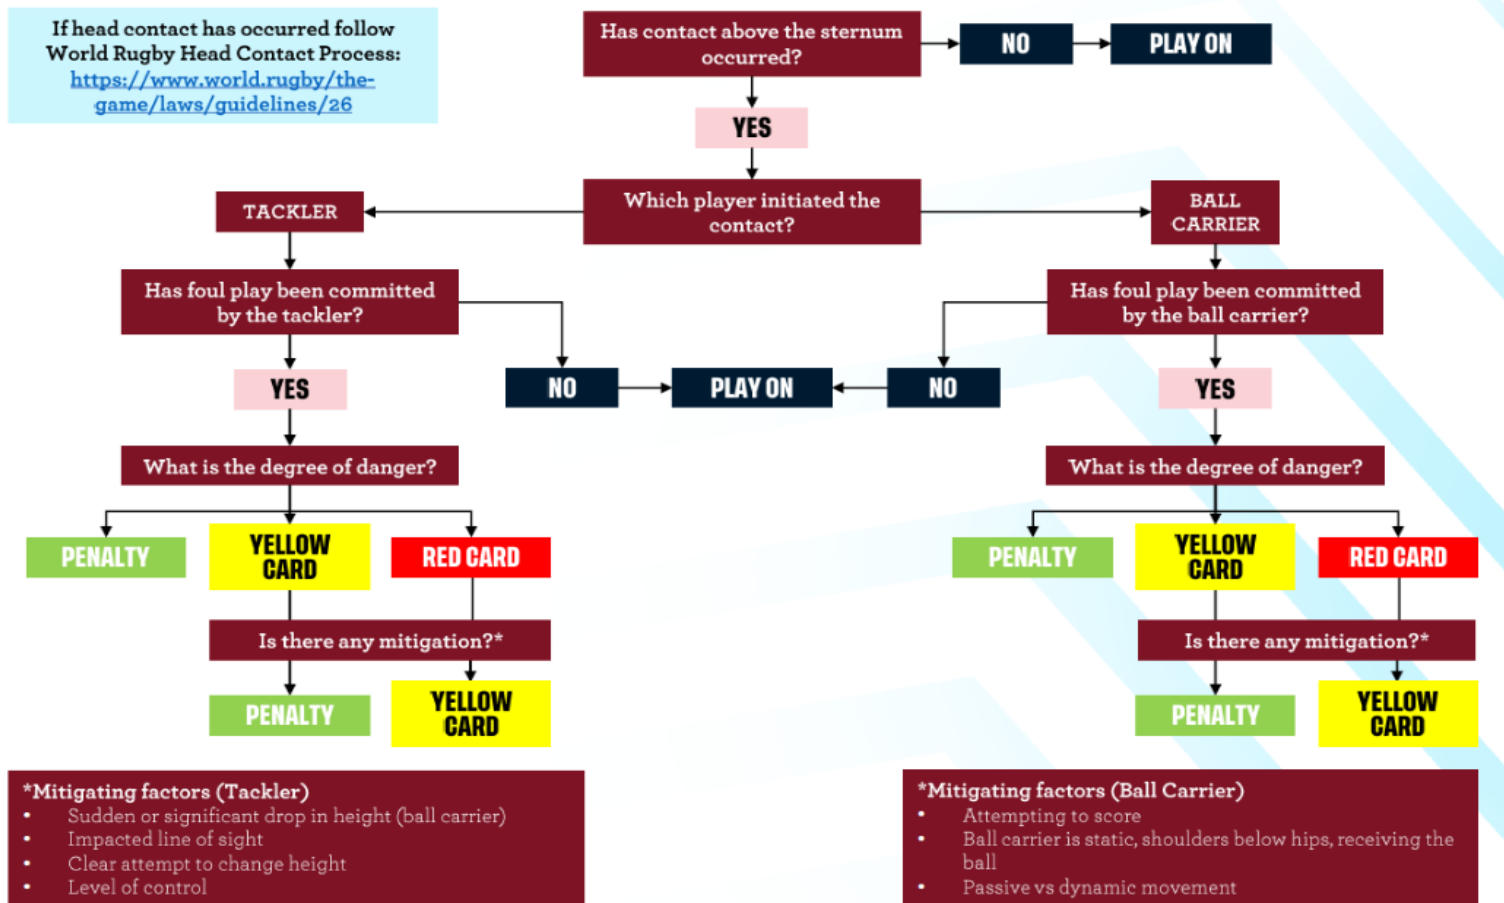 If head contact has occurred follow
World Rugby Head Contact Process:
https://www.world.rugby/the-
game/laws/guidelines/26
Has contact above the sternum
occurred?
NO
PLAY ON
YES
Which player initiated the
contact?
TACKLER
BALL
CARRIER
Has foul play been committed
by the tackler?
Has foul play been committed
by the ball carrier?
YES
NO
PLAY ON
NO
YES
What is the degree of danger?
What is the degree of danger?
PENALTY
YELLOW
CARD
RED CARD
PENALTY
YELLOW
CARD
RED CARD
Is there any mitigation?*
Is there any mitigation?*
PENALTY
YELLOW
CARD
PENALTY
YELLOW
CARD
*Mitigating factors (Tackler)
• Sudden or significant drop in height (ball carrier)
• Impacted line of sight
• Clear attempt to change height
• Level of control
*Mitigating factors (Ball Carrier)
• Attempting to score
• Ball carrier is static, shoulders below hips, receiving the
ball
• Passive vs dynamic movement